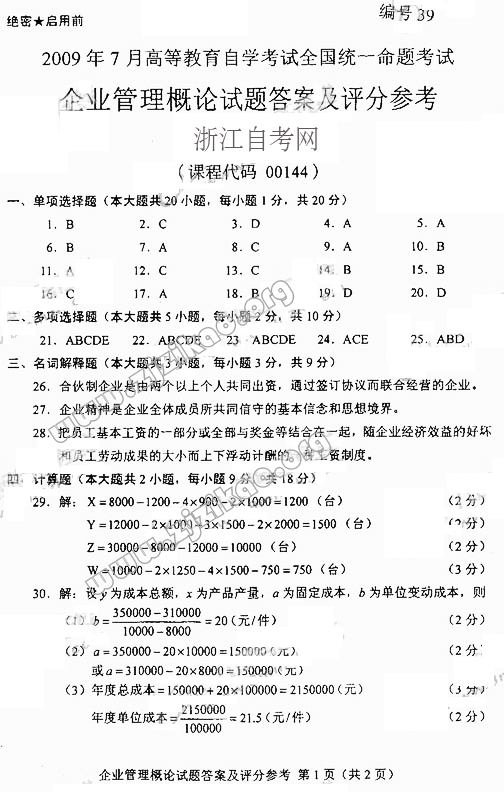 绝密★启用前
编号 39
2009 年 7 月高等教育自学考试全国统一命题考试
企业管理概论试题答案及评分参考
浙江自考网
（课程代码 00144）
一、单项选择题（本大题共 20 小题，每小题 1 分，共 20 分）
1. B 2. C 3. D 4. A 5. A
6. B 7. A 8. C 9. A 10. B
11. A 12. C 13. C 14. B 15. B
16. C 17. A 18. B 19. D 20. D
二、多项选择题（本大题共 5 小题，每小题 2 分，共 10 分）
21. ABCDE 22. ABCDE 23. ABCDE 24. ACE 25. ABD
三、名词解释题（本大题共 3 小题，每小题 3 分，共 9 分）
26. 合伙制企业是由两个以上个人共同出资，通过签订协议而联合经营的企业。
27. 企业精神是企业全体成员所共同信守的基本信念和思想境界。
28. 把员工基本工资的一部分或全部与奖金等结合在一起，随企业经济效益的好坏
和员工劳动成果的大小而上下浮动计酬的一种工资制度。
四、计算题（本大题共 2 小题，每小题 9 分，共 18 分）
29. 解：X＝8000－1200－4×900－2×1000＝1200（台） （2 分）
Y＝12000－2×1000－3×1500－2×2000＝1500（台） （2 分）
Z＝30000－8000－12000＝10000（台） （2 分）
W＝10000－2×1250－4×1500－750＝750（台） （3 分）
30. 解：设 y 为成本总额，x 为产品产量，a 为固定成本，b 为单位变动成本，则
（1）b＝(350000－310000)/(10000－8000)＝20（元/件） （2 分）
（2）a＝350000－20×10000＝150000（元） （2 分）
或 a＝310000－20×8000＝150000（元）
（3）年度总成本＝150000＋20×100000＝2150000（元） （3 分）
年度单位成本＝2150000/100000＝21.5（元/件） （2 分）
www.zjzikao.org
www.zjzikao.org
企业管理概论试题答案及评分参考 第 1 页（共 2 页）